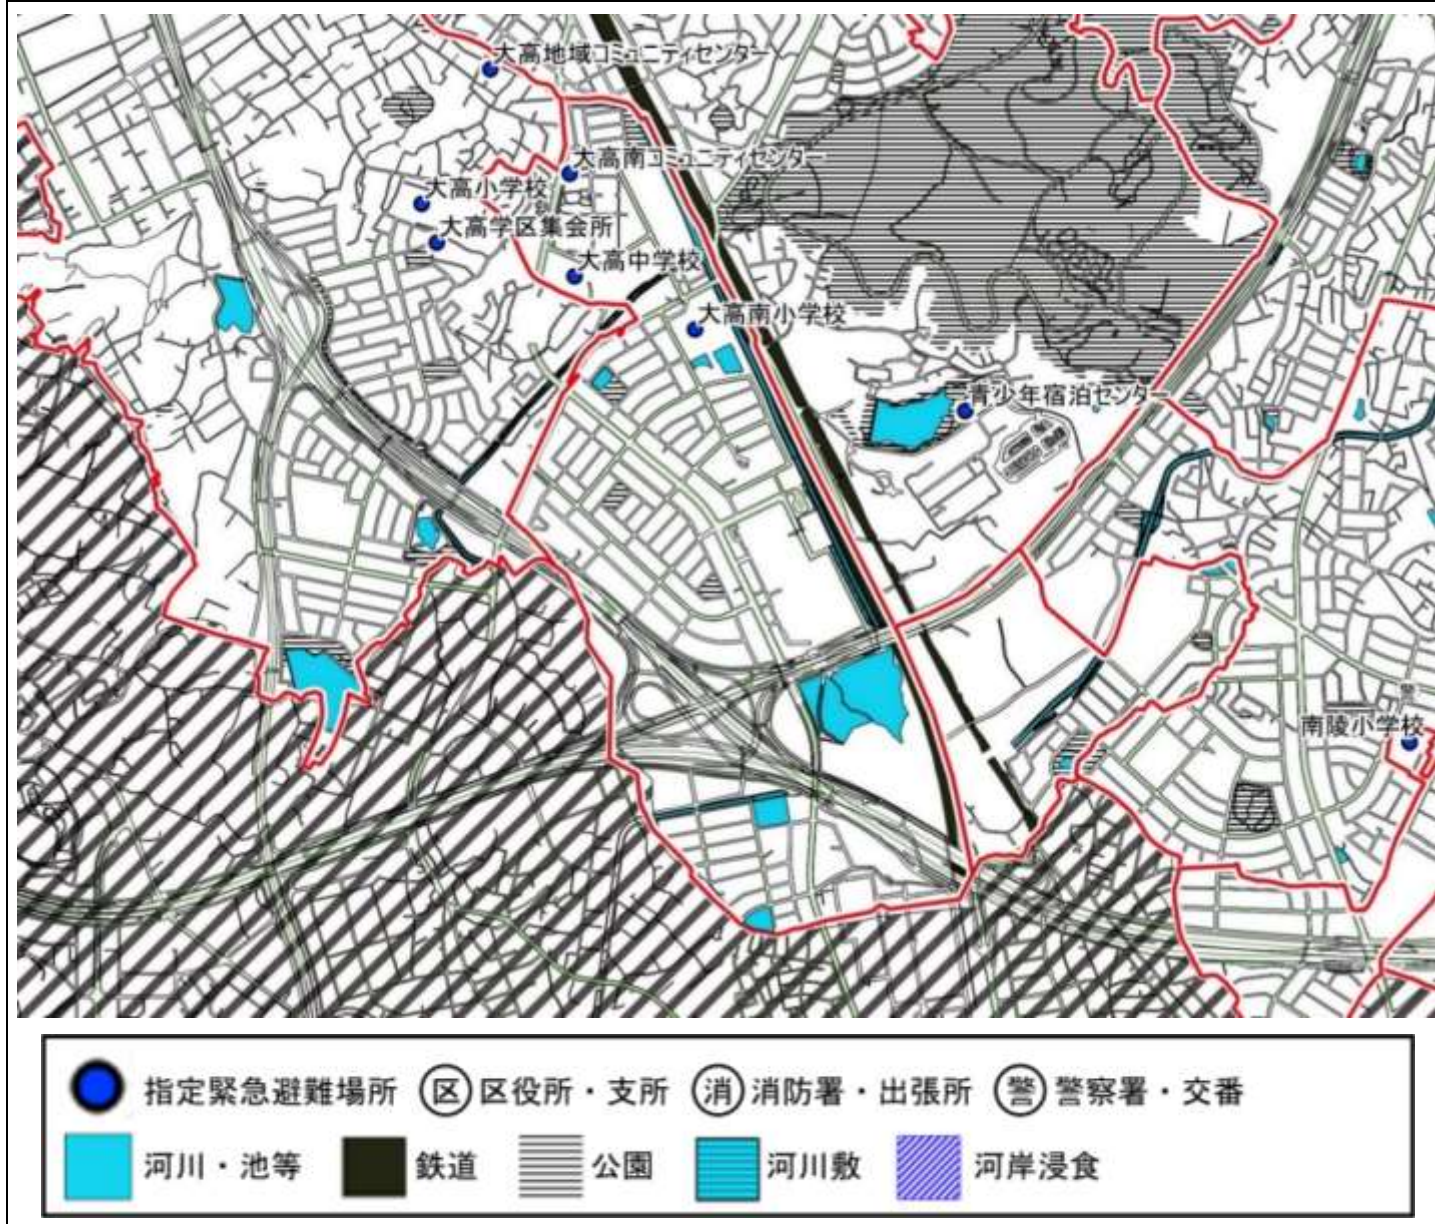 大高地域コミュニティセンター
大高南コミュニティセンター
大高小学校
大高学区集会所
大高中学校
大高南小学校
青少年宿泊センター
警
南陵小学校
指定緊急避難場所 区 区役所・支所 消 消防署・出張所 警 警察署・交番
河川・池等 鉄道 公園 河川敷 河岸浸食